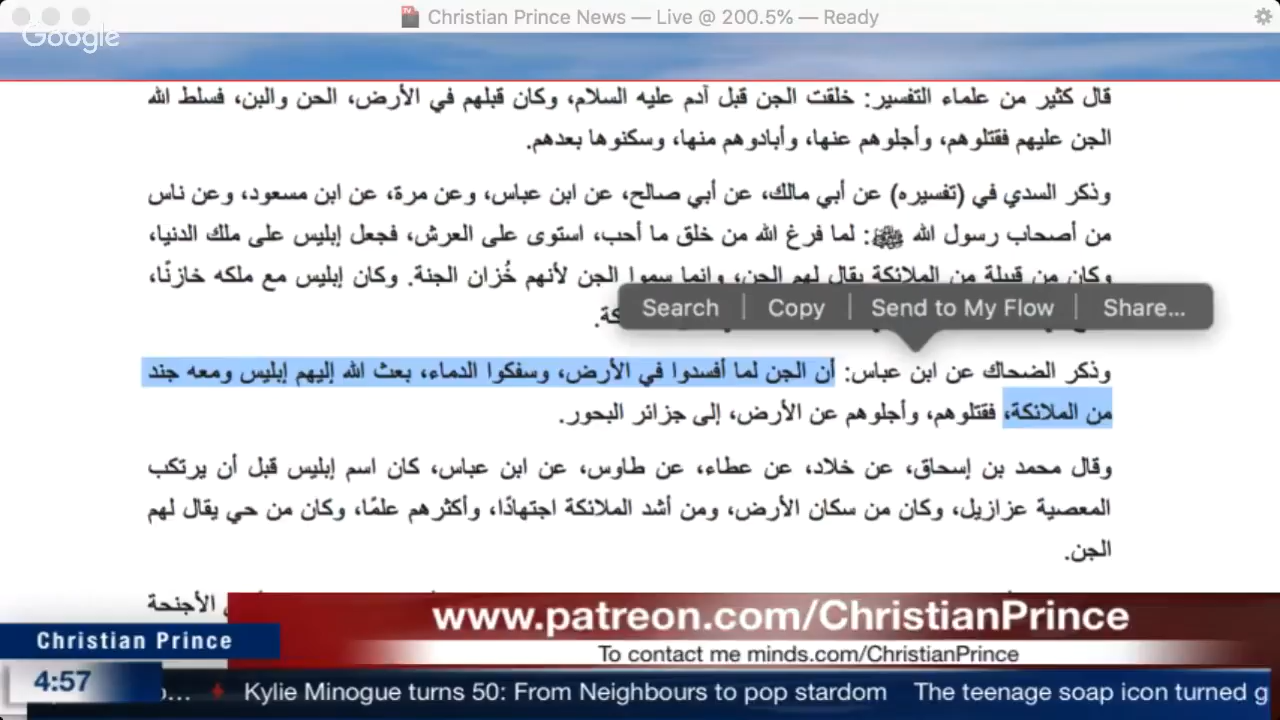 Christian Prince News — Live @ 200.5% — Ready
Google
قال كثير من علماء التفسير: خلقت الجن قبل آدم عليه السلام، وكان قبلهم في الأرض، الحن والبن، فسلط الله
الجن عليهم فقتلوهم، وأجلوهم عنها، وأبادوهم منها، وسكنوها بعدهم.
وذكر السدي في (تفسيره) عن أبي مالك، عن أبي صالح، عن ابن عباس، وعن مرة، عن ابن مسعود، وعن ناس
من أصحاب رسول الله ﷺ: لما فرغ الله من خلق ما أحب، استوى على العرش، فجعل إبليس على ملك الدنيا،
وكان من قبيلة من الملائكة يقال لهم الجن، وإنما سموا الجن لأنهم خُزان الجنة. وكان إبليس مع ملكه خازنًا،
Search Copy Send to My Flow Share...
وذكر الضحاك عن ابن عباس: أن الجن لما أفسدوا في الأرض، وسفكوا الدماء، بعث الله إليهم إبليس ومعه جند
من الملائكة، فقتلوهم، وأجلوهم عن الأرض، إلى جزائر البحور.
وقال محمد بن إسحاق، عن خلاد، عن عطاء، عن طاوس، عن ابن عباس، كان اسم إبليس قبل أن يرتكب
المعصية عزازيل، وكان من سكان الأرض، ومن أشد الملائكة اجتهادًا، وأكثرهم علمًا، وكان من حي يقال لهم
الجن.
الأجنحة
www.patreon.com/ChristianPrince
Christian Prince
To contact me minds.com/ChristianPrince
4:57
Kylie Minogue turns 50: From Neighbours to pop stardom The teenage soap icon turned g